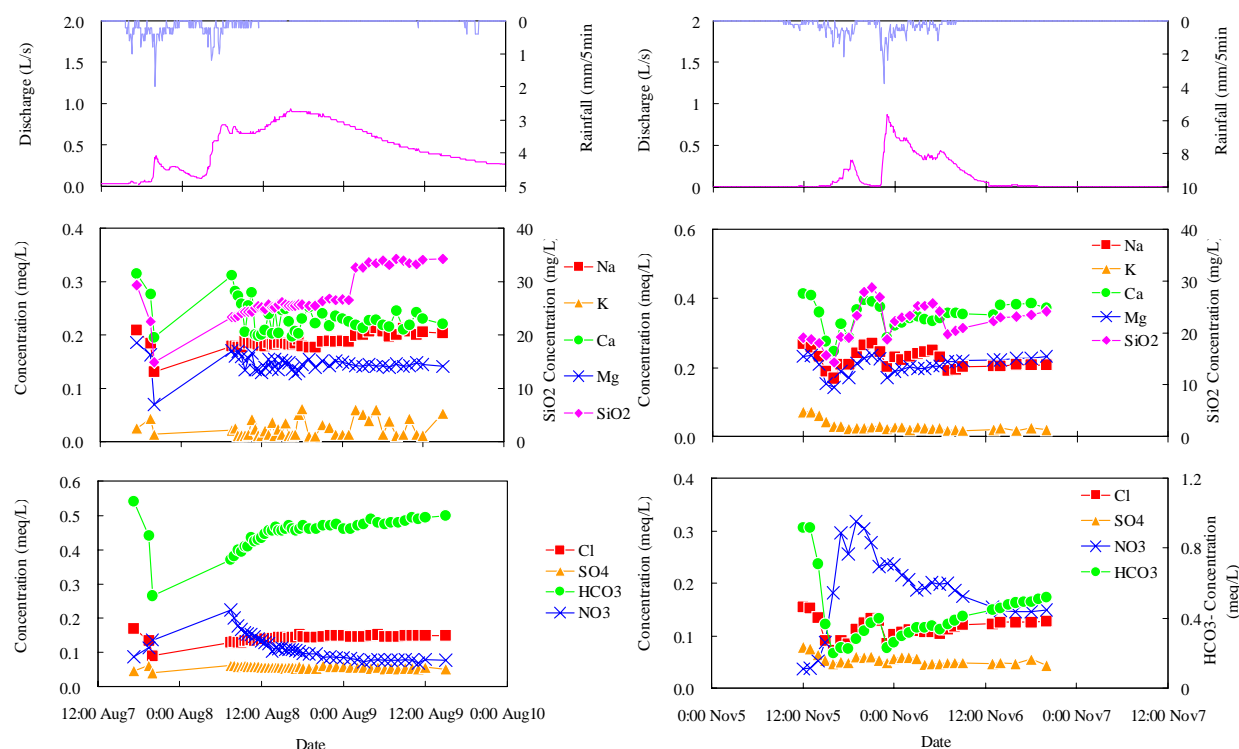 2.0
1.5
1.0
0.5
0.0
Discharge (L/s)
0
1
2
3
4
5
Rainfall (mm/5min)
2
1.5
1
0.5
0
Discharge (L/s)
0
2
4
6
8
10
Rainfall (mm/5min)
0.4
0.3
0.2
0.1
0.0
Concentration (meq/L)
40
30
20
10
0
SiO2 Concentration (mg/L)
Na
K
Ca
Mg
SiO2
0.6
0.4
0.2
0.0
Concentration (meq/L)
40
30
20
10
0
SiO2 Concentration (mg/L)
Na
K
Ca
Mg
SiO2
0.6
0.5
0.4
0.3
0.2
0.1
0.0
Concentration (meq/L)
Cl
SO4
HCO3
NO3
12:00 Aug7
0:00 Aug8
12:00 Aug8
0:00 Aug9
12:00 Aug9
0:00 Aug10
Date
0.4
0.3
0.2
0.1
0.0
Concentration (meq/L)
1.2
0.8
0.4
0
HCO3- Concentration
(meq/L)
Cl
SO4
NO3
HCO3
0:00 Nov5
12:00 Nov5
0:00 Nov6
12:00 Nov6
0:00 Nov7
12:00 Nov7
Date